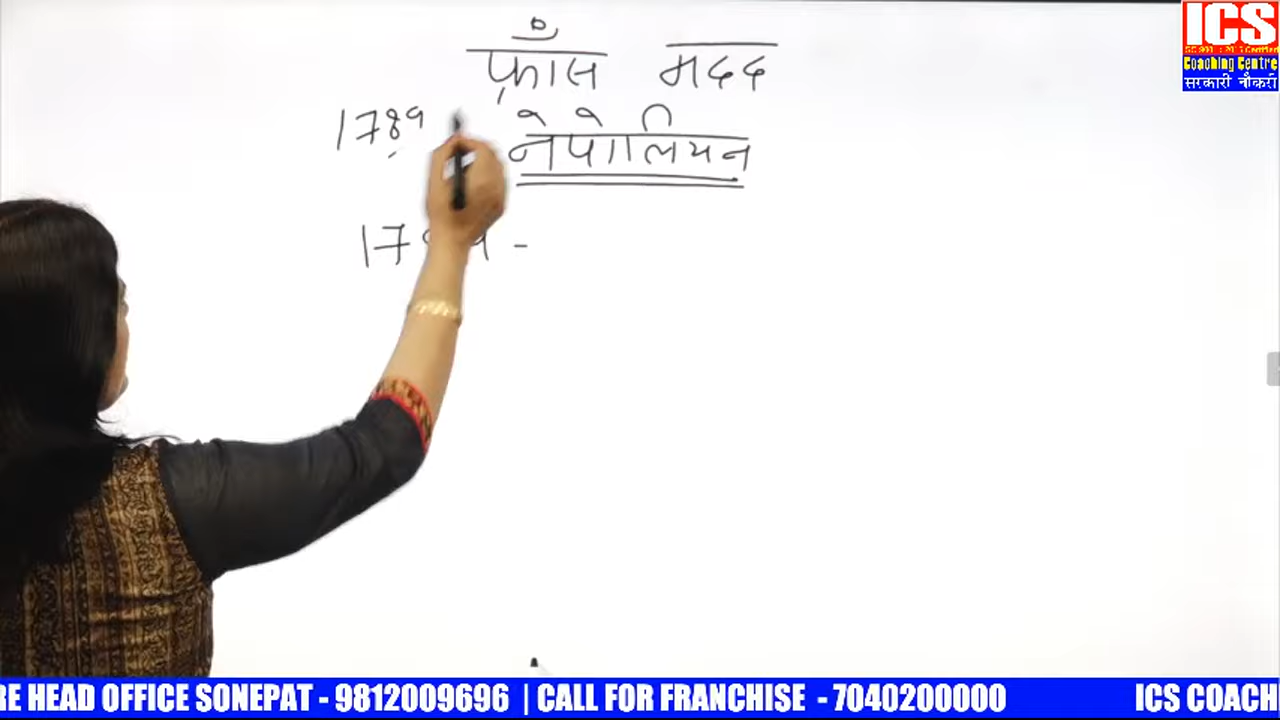 फ्रांस मदद
1789
नेपोलियन
ICS
Coaching Centre
सरकारी नौकरी
RE HEAD OFFICE SONEPAT - 9812009696 | CALL FOR FRANCHISE - 7040200000 ICS COACH